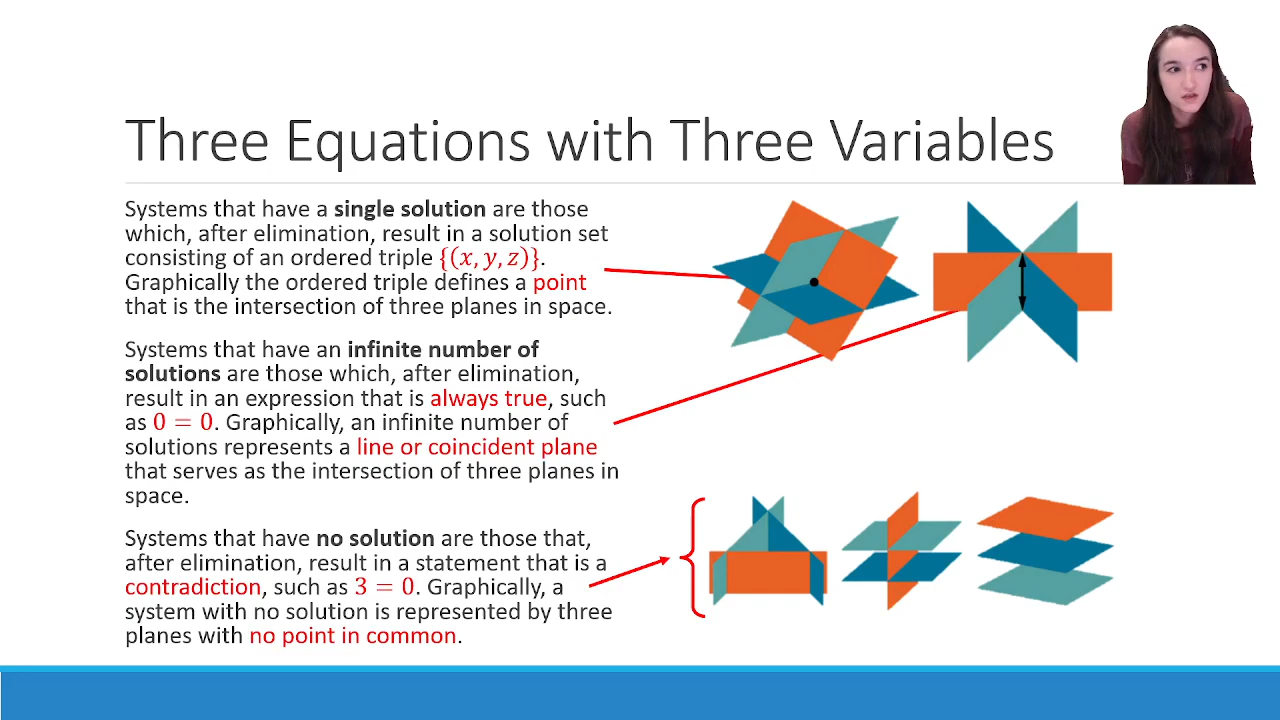 Three Equations with Three Variables
Systems that have a single solution are those
which, after elimination, result in a solution set
consisting of an ordered triple {(x, y, z)}.
Graphically the ordered triple defines a point
that is the intersection of three planes in space.
Systems that have an infinite number of
solutions are those which, after elimination,
result in an expression that is always true, such
as 0 = 0. Graphically, an infinite number of
solutions represents a line or coincident plane
that serves as the intersection of three planes in
space.
Systems that have no solution are those that,
after elimination, result in a statement that is a
contradiction, such as 3 = 0. Graphically, a
system with no solution is represented by three
planes with no point in common.